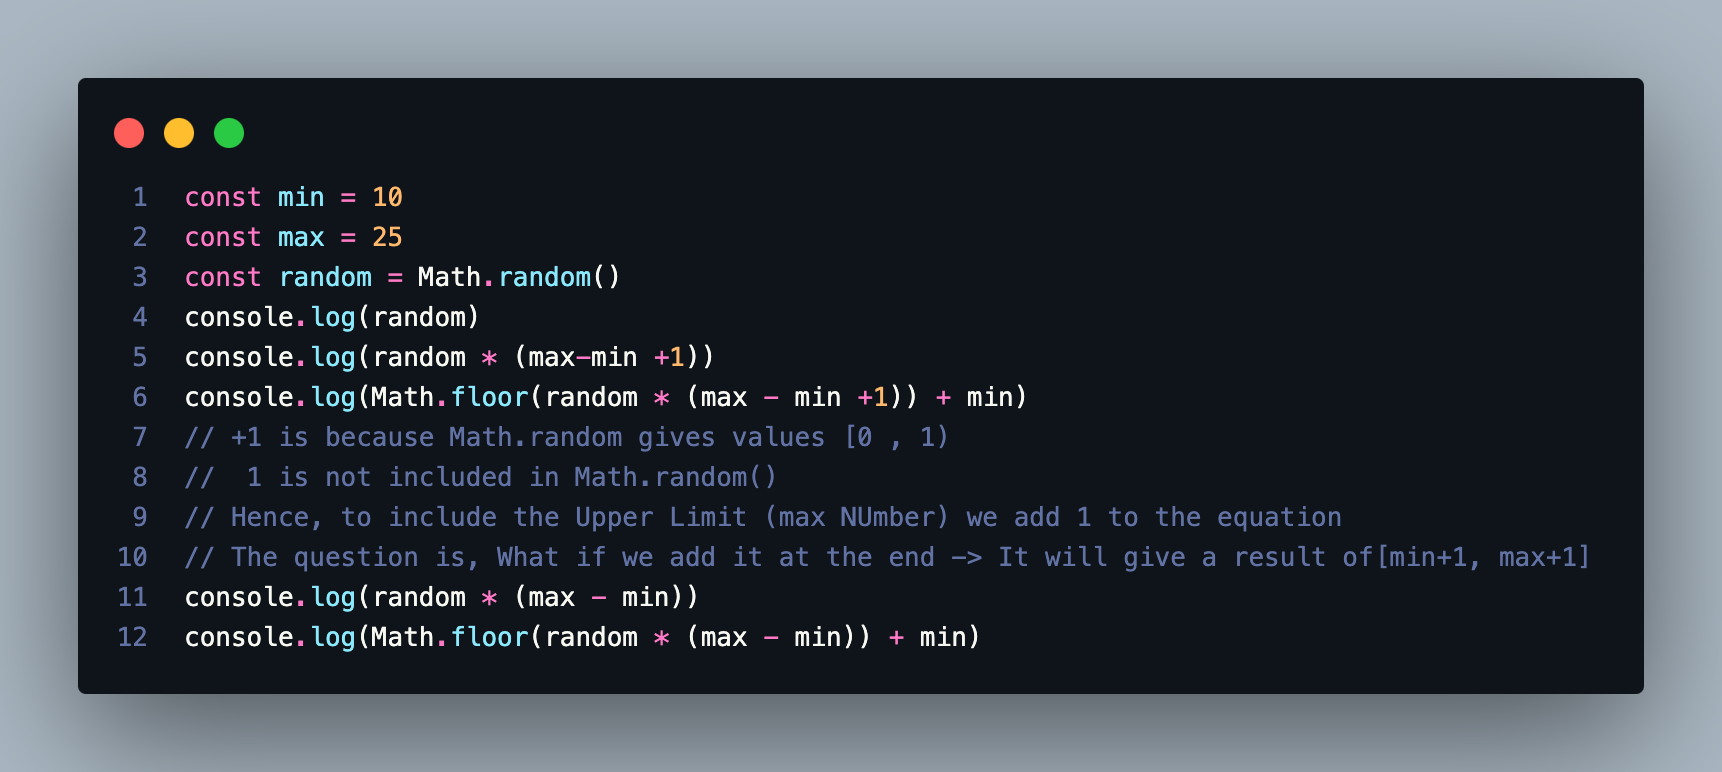 1 const min = 10
2 const max = 25
3 const random = Math.random()
4 console.log(random)
5 console.log(random * (max-min +1))
6 console.log(Math.floor(random * (max - min +1)) + min)
7 // +1 is because Math.random gives values [0 , 1)
8 //  1 is not included in Math.random()
9 // Hence, to include the Upper Limit (max NUmber) we add 1 to the equation
10 // The question is, What if we add it at the end -> It will give a result of[min+1, max+1]
11 console.log(random * (max - min))
12 console.log(Math.floor(random * (max - min)) + min)